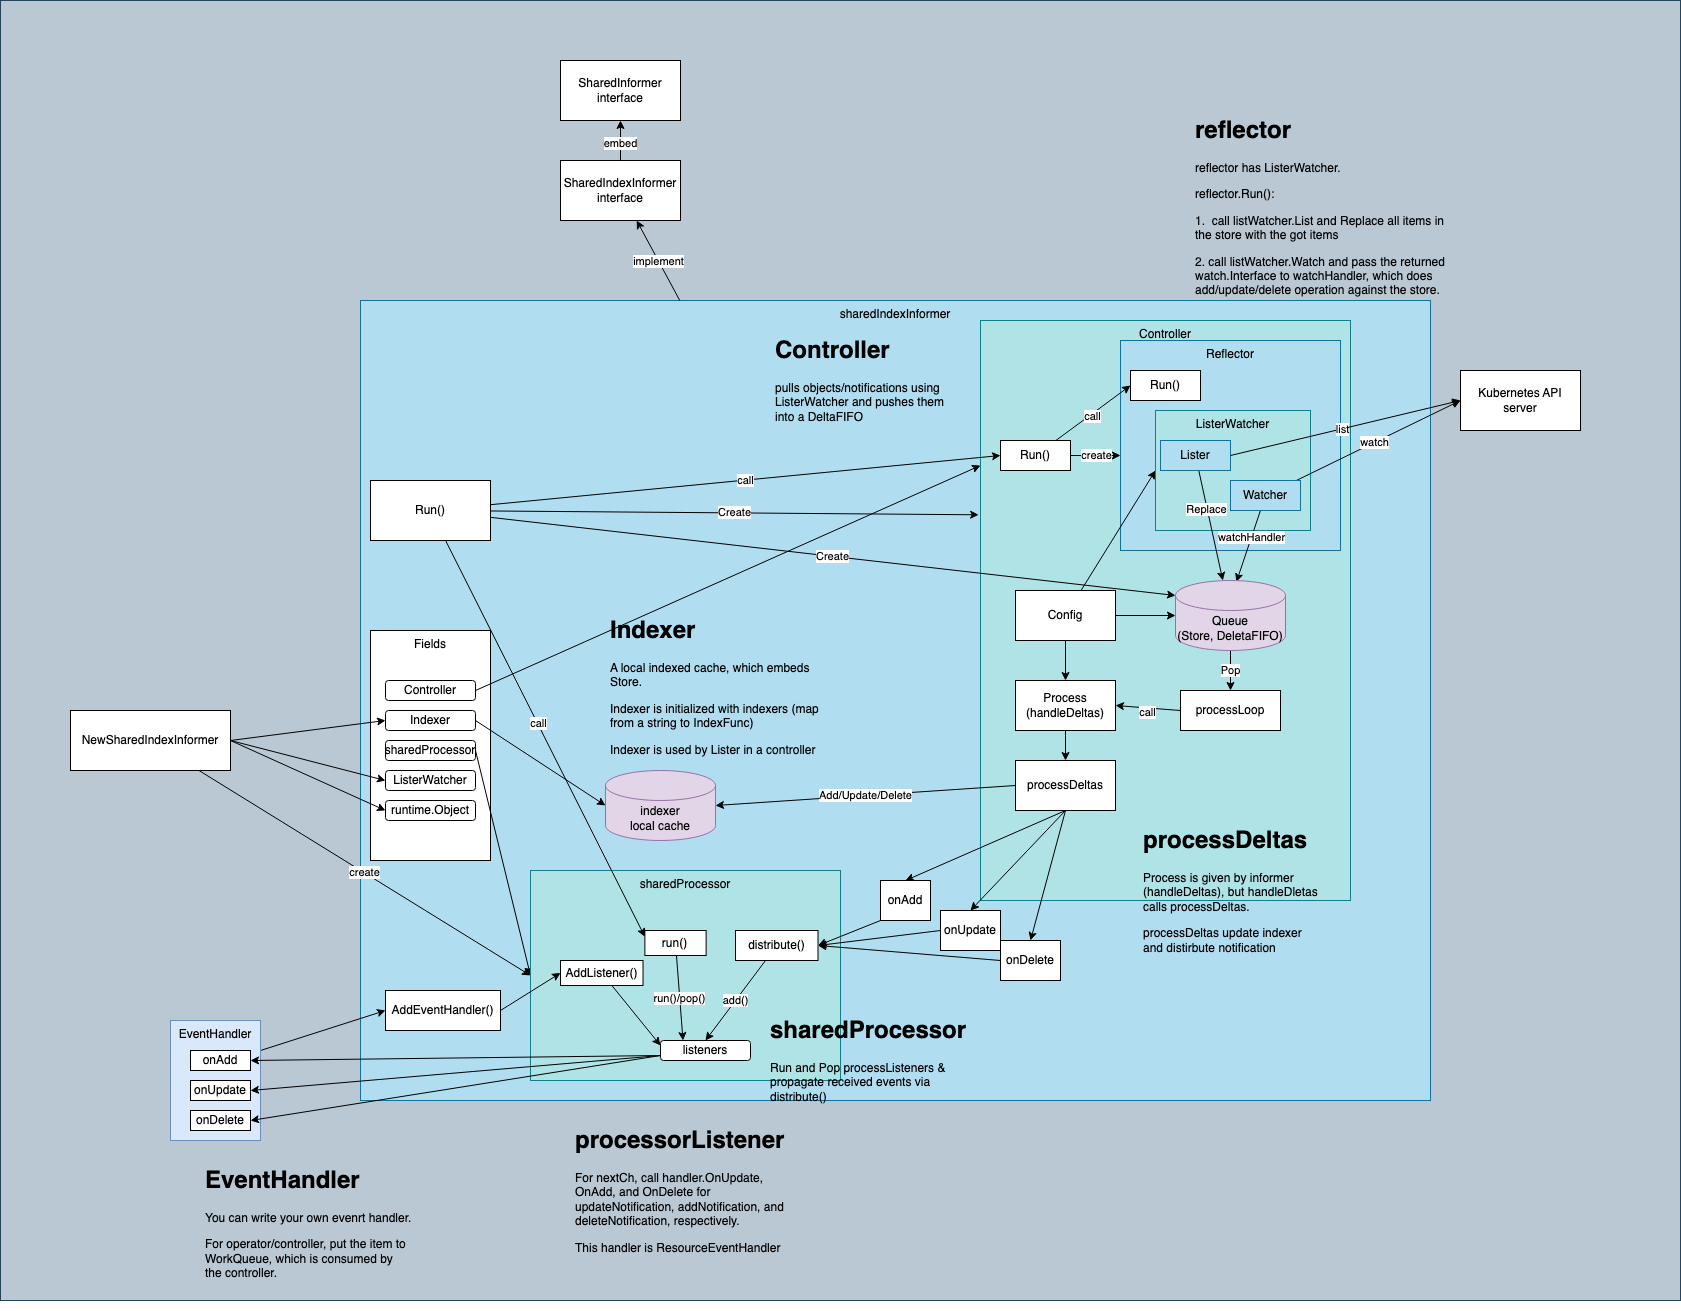 SharedInformer
interface
embed
SharedIndexInformer
interface
implement
reflector
reflector has ListerWatcher.
reflector.Run():
1.  call listWatcher.List and Replace all items in
the store with the got items
2. call listWatcher.Watch and pass the returned
watch.Interface to watchHandler, which does
add/update/delete operation against the store.
sharedIndexInformer
Controller
pulls objects/notifications using
ListerWatcher and pushes them
into a DeltaFIFO
Controller
Reflector
Run()
call
ListerWatcher
Run()
create
Lister
Watcher
list
watch
Kubernetes API
server
Replace
watchHandler
Run()
call
Create
Create
call
Config
Queue
(Store, DeletaFIFO)
Pop
Process
(handleDeltas)
call
processLoop
processDeltas
Add/Update/Delete
Fields
Controller
Indexer
sharedProcessor
ListerWatcher
runtime.Object
NewSharedIndexInformer
create
Indexer
A local indexed cache, which embeds
Store.
Indexer is initialized with indexers (map
from a string to IndexFunc)
Indexer is used by Lister in a controller
indexer
local cache
processDeltas
Process is given by informer
(handleDeltas), but handleDletas
calls processDeltas.
processDeltas update indexer
and distirbute notification
onAdd
onUpdate
onDelete
sharedProcessor
run()
distribute()
AddListener()
run()/pop()
add()
listeners
AddEventHandler()
EventHandler
onAdd
onUpdate
onDelete
sharedProcessor
Run and Pop processListeners &
propagate received events via
distribute()
processorListener
For nextCh, call handler.OnUpdate,
OnAdd, and OnDelete for
updateNotification, addNotification, and
deleteNotification, respectively.
This handler is ResourceEventHandler
EventHandler
You can write your own evenrt handler.
For operator/controller, put the item to
WorkQueue, which is consumed by
the controller.